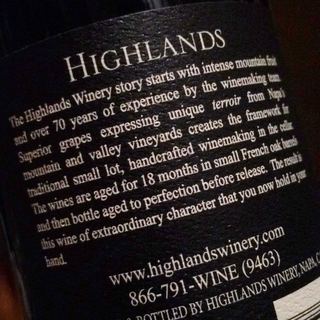 HIGHLANDS
The Highlands Winery story starts with intense mountain fruit
and over 70 years of experience by the winemaking team.
Superior grapes expressing unique terroir from Napa's
mountain and valley vineyards creates the framework for
traditional small lot, handcrafted winemaking in the cellar.
The wines are aged for 18 months in small French oak barrels
and then bottle aged to perfection before release. The result is
this wine of extraordinary character that you now hold in your
hand.
www.highlandswinery.com
866-791-WINE (9463)
BOTTLED BY HIGHLANDS WINERY, NAPA, C